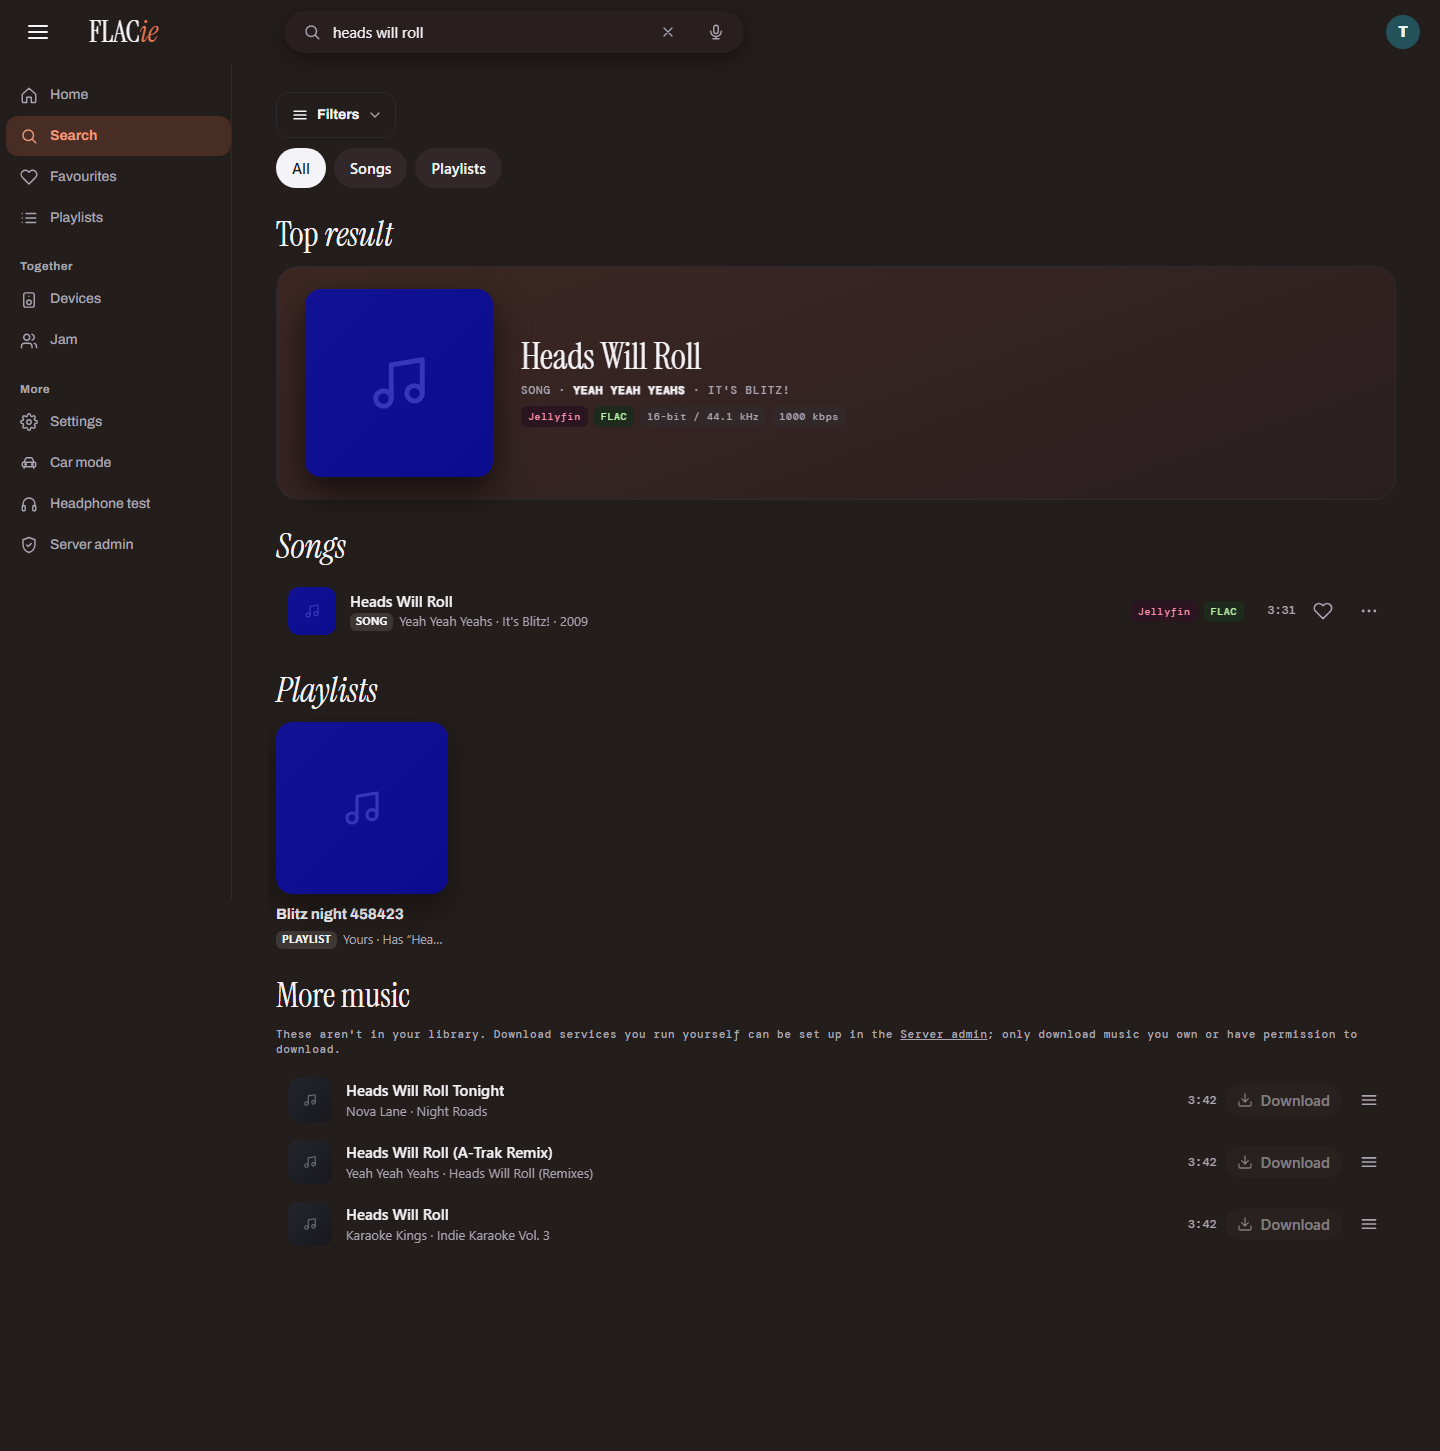 FLACie
heads will roll
T
Home
Search
Favourites
Playlists
Together
Devices
Jam
More
Settings
Car mode
Headphone test
Server admin
Filters
All
Songs
Playlists
Top result
Heads Will Roll
SONG · YEAH YEAH YEAHS · IT'S BLITZ!
Jellyfin FLAC 16-bit / 44.1 kHz 1000 kbps
Songs
Heads Will Roll
SONG Yeah Yeah Yeahs · It's Blitz! · 2009
Jellyfin FLAC 3:31
Playlists
Blitz night 458423
PLAYLIST Yours · Has “Hea...
More music
These aren't in your library. Download services you run yourself can be set up in the Server admin; only download music you own or have permission to
download.
Heads Will Roll Tonight
Nova Lane · Night Roads
3:42 Download
Heads Will Roll (A-Trak Remix)
Yeah Yeah Yeahs · Heads Will Roll (Remixes)
3:42 Download
Heads Will Roll
Karaoke Kings · Indie Karaoke Vol. 3
3:42 Download